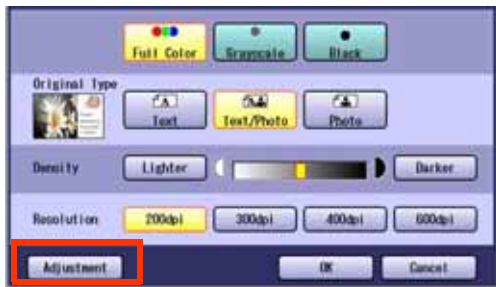 Full Color Grayscale Black
Original Type
Text Text/Photo Photo
Density Lighter Darker
Resolution 200dpi 300dpi 400dpi 600dpi
Adjustment OK Cancel